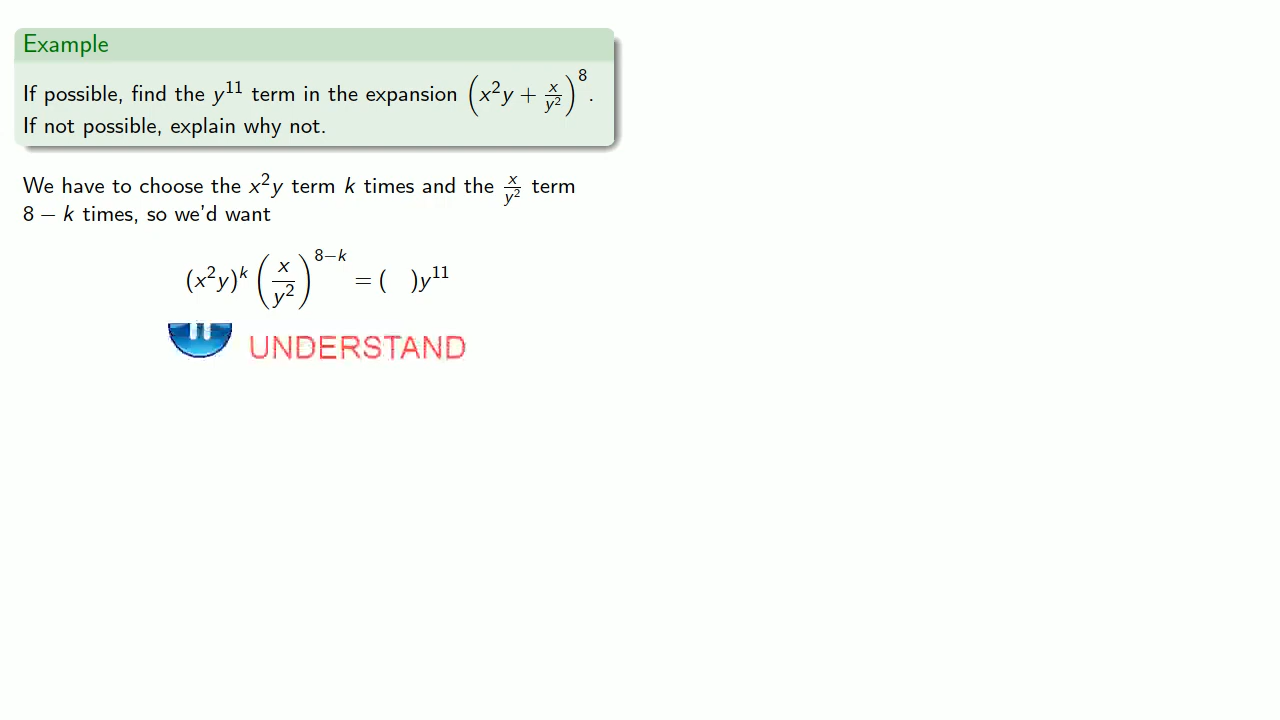 Example
If possible, find the y^11 term in the expansion (x^2y + x/y^2)^8.
If not possible, explain why not.
We have to choose the x^2y term k times and the x/y^2 term
8 − k times, so we'd want
(x^2y)^k (x/y^2)^(8−k) = ( )y^11
UNDERSTAND